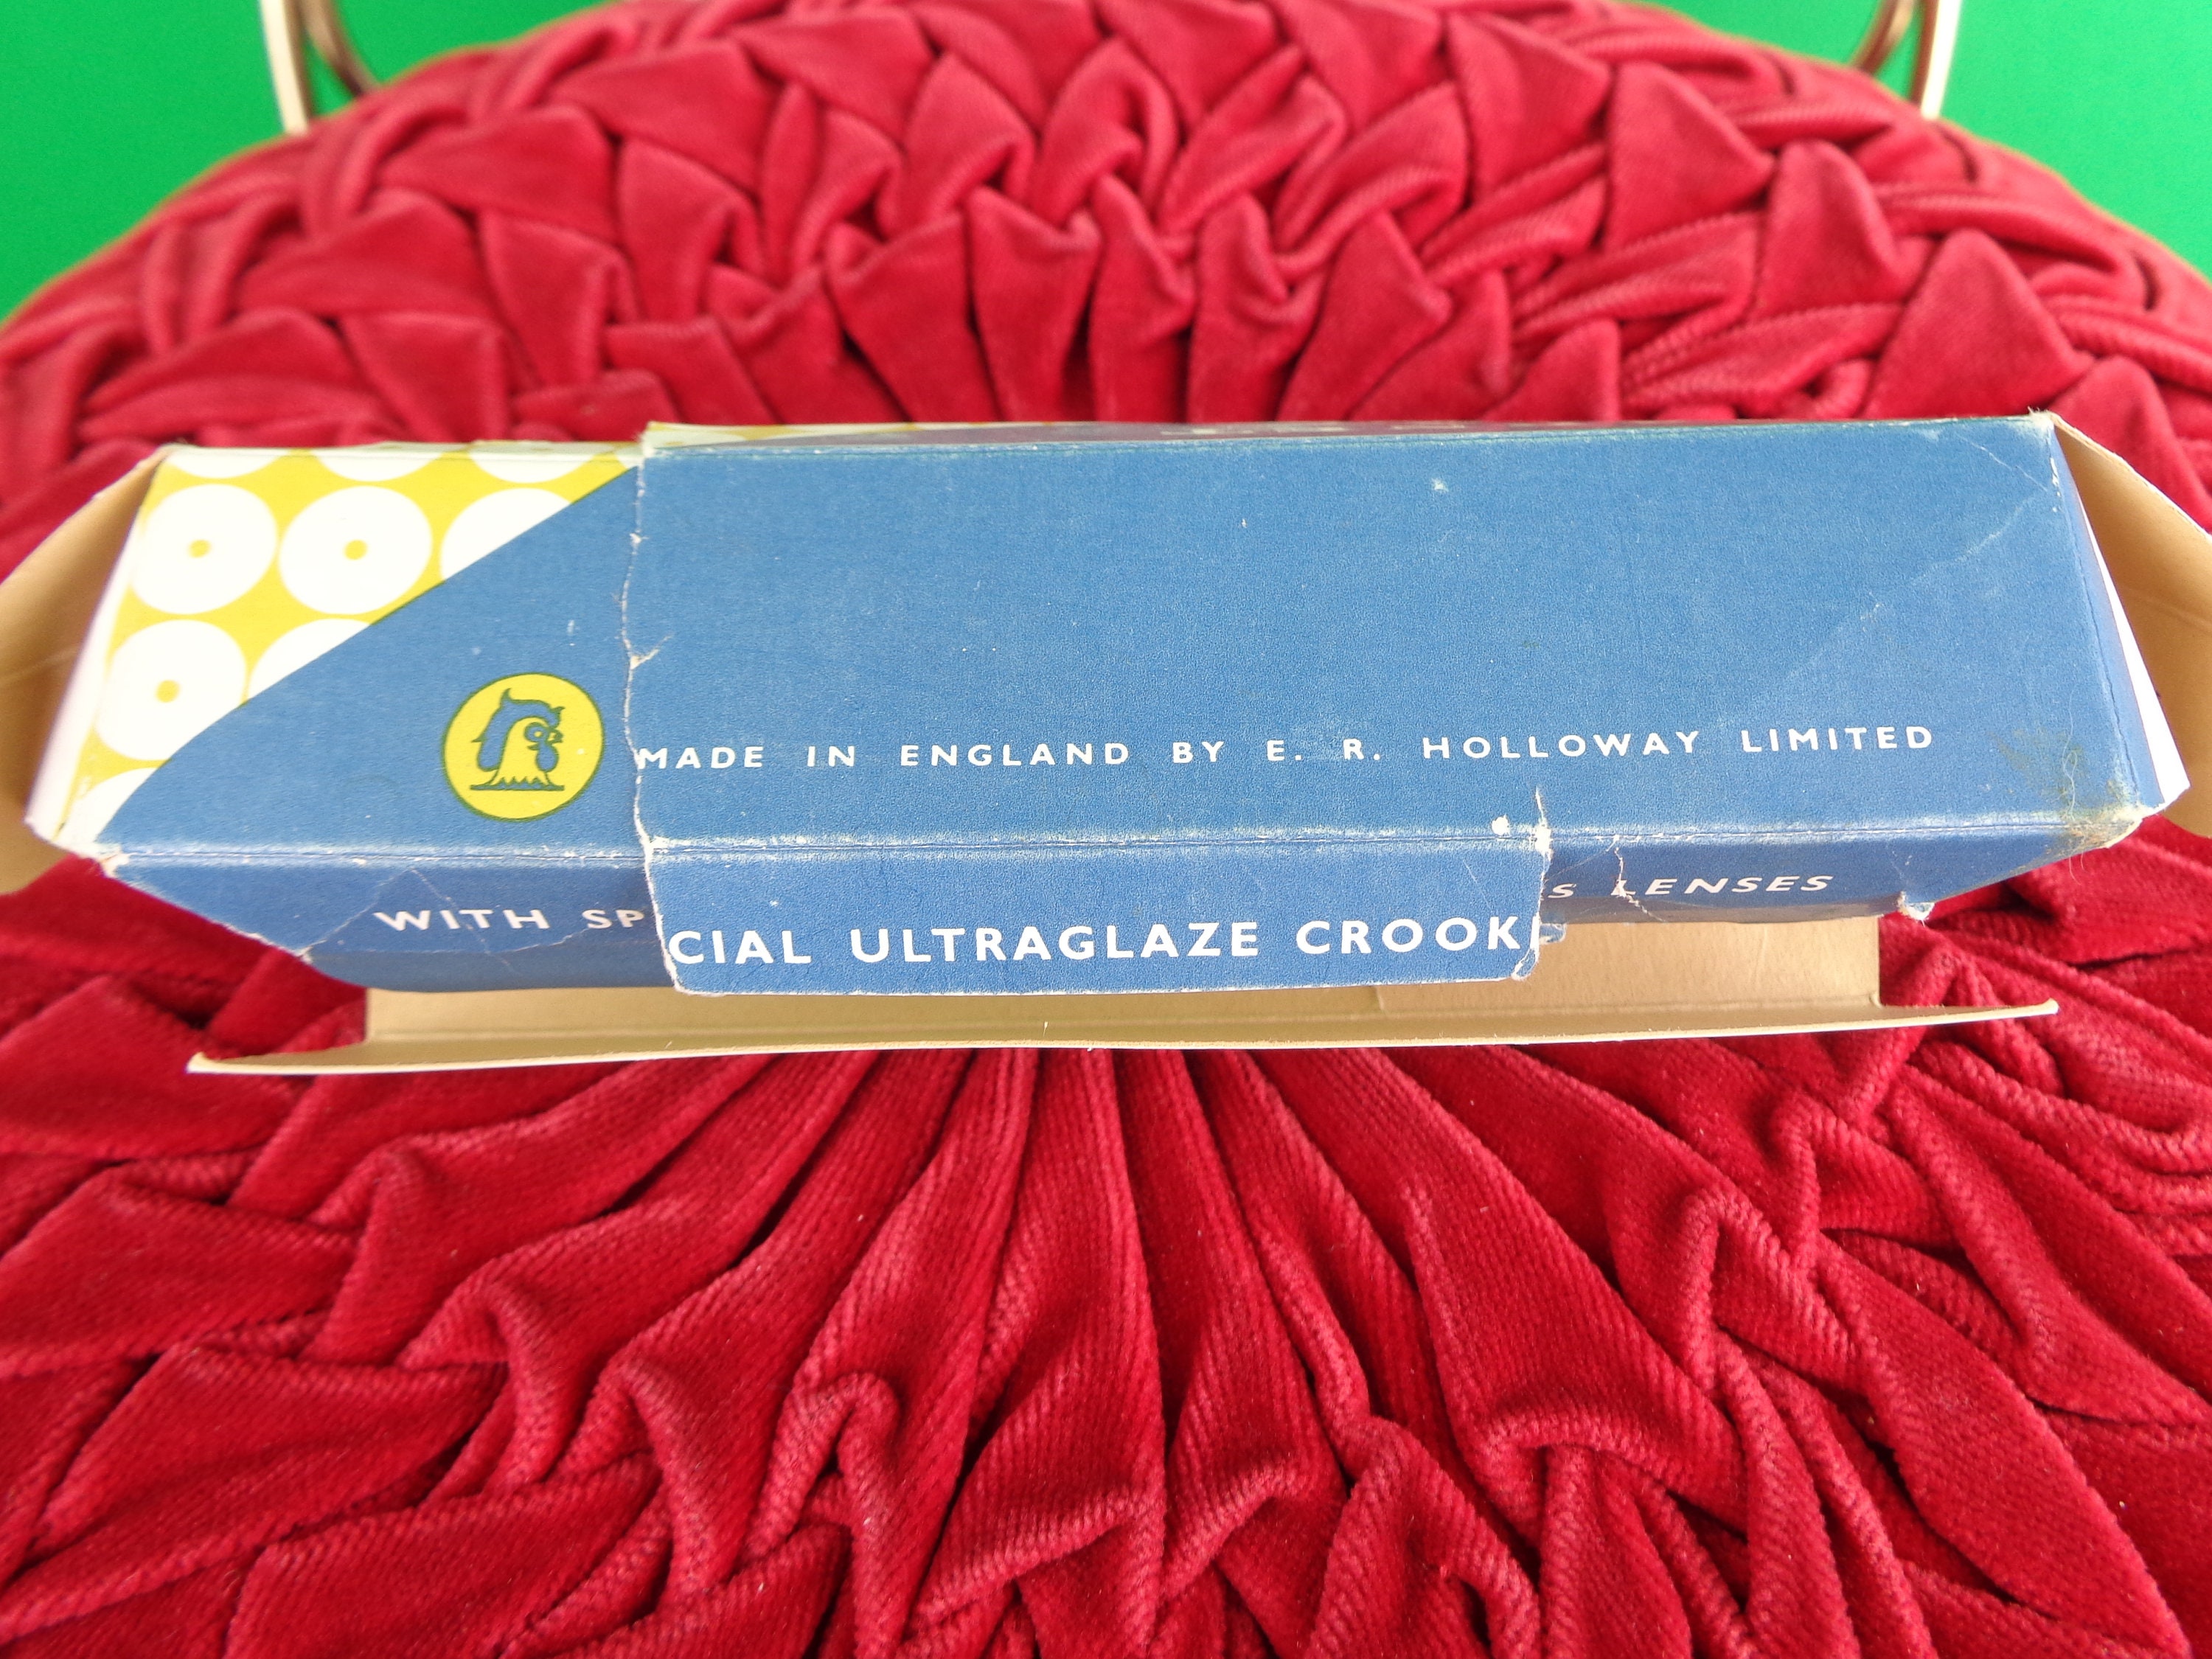 MADE IN ENGLAND BY E. R. HOLLOWAY LIMITED
WITH SP CIAL ULTRAGLAZE CROOK S LENSES